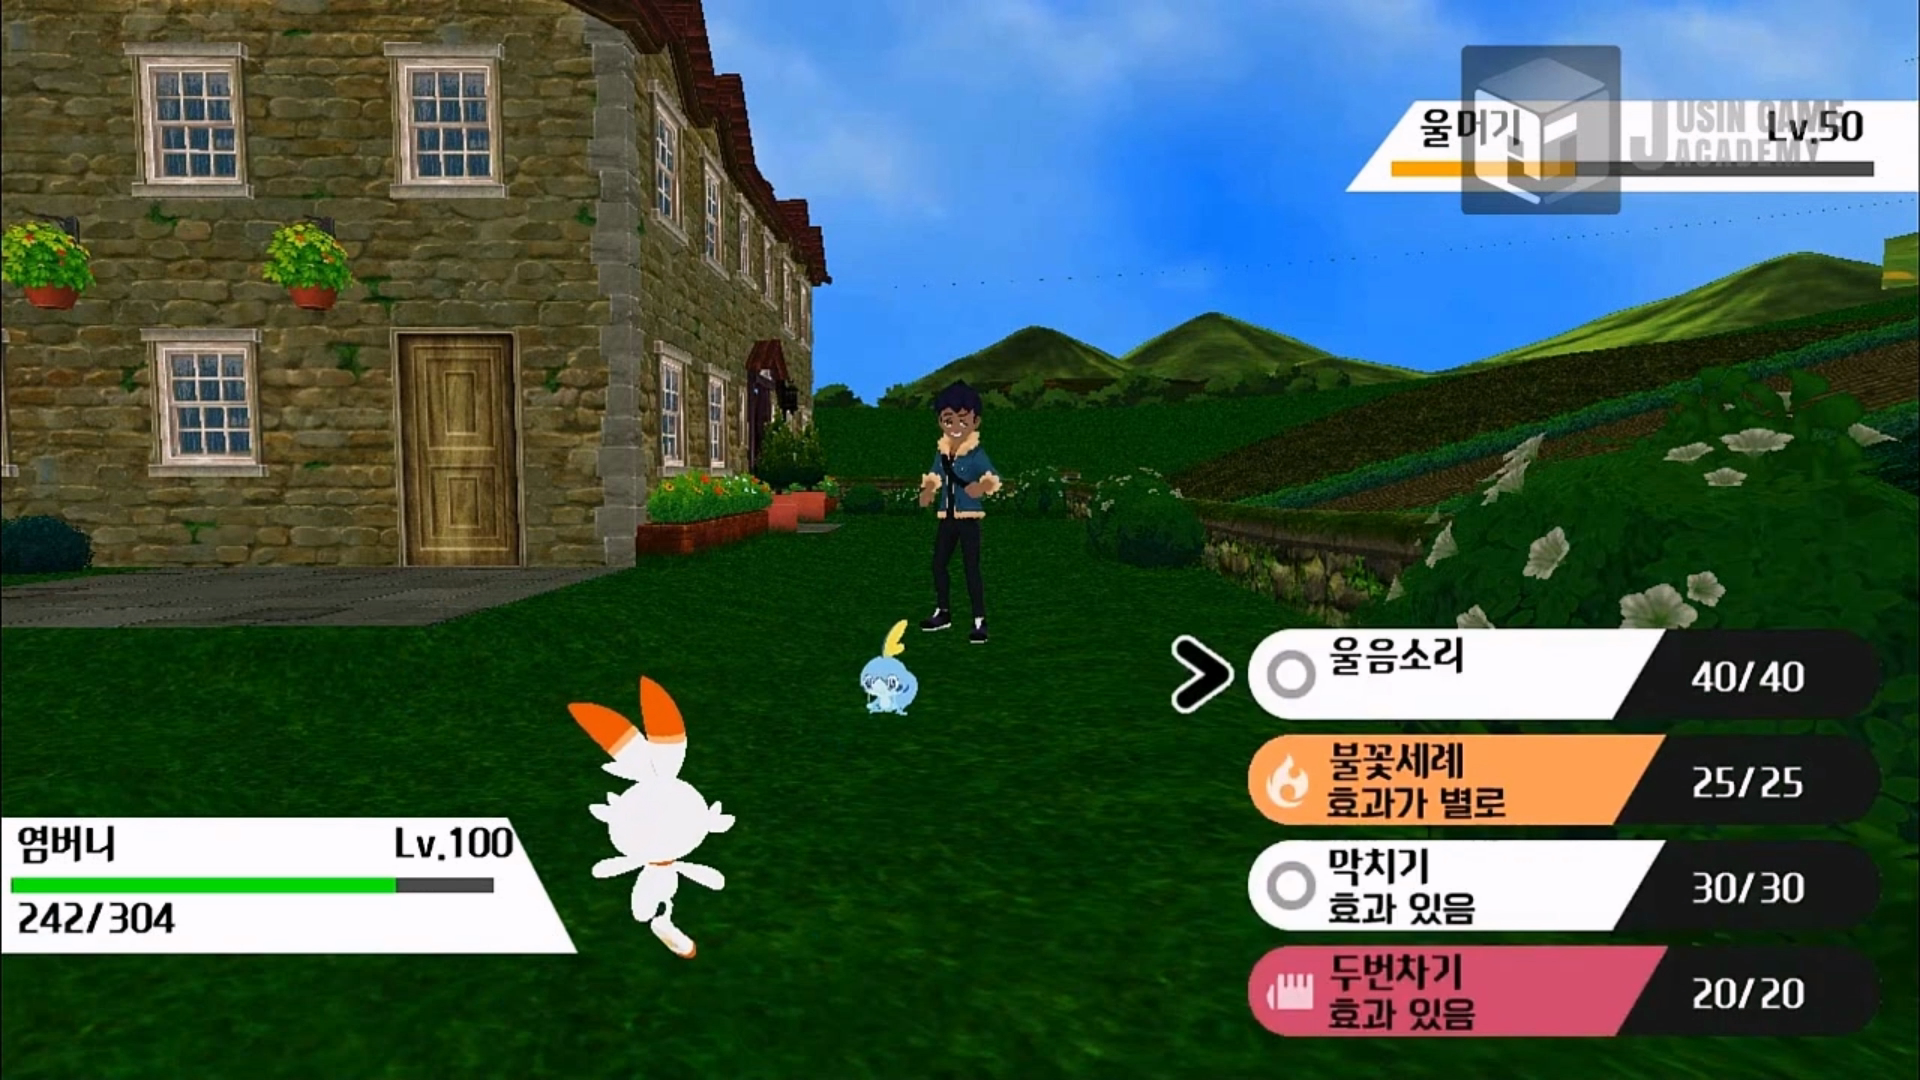 울머기 Lv.50
JUSIN GAME
ACADEMY
울음소리 40/40
불꽃세례 25/25
효과가 별로
막치기 30/30
효과 있음
두번차기 20/20
효과 있음
염버니 Lv.100
242/304